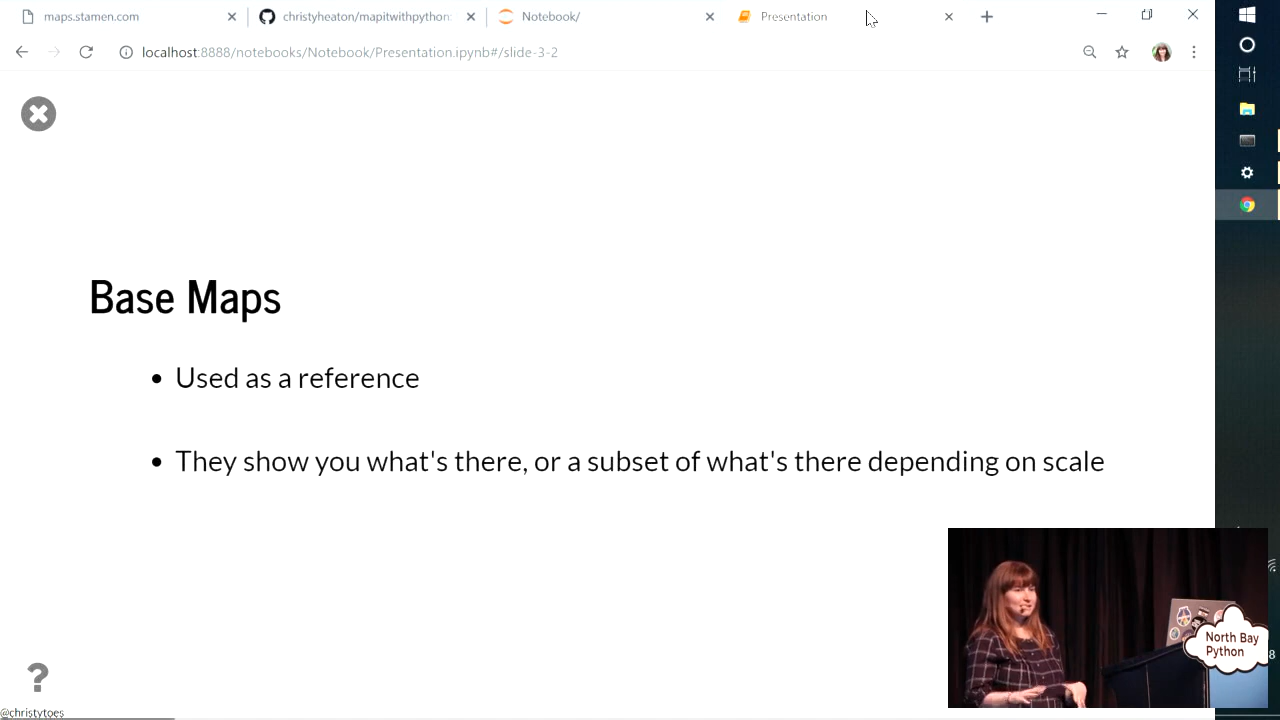 maps.stamen.com
christyheaton/mapitwithpython
Notebook/
Presentation
localhost:8888/notebooks/Notebook/Presentation.ipynb#/slide-3-2
Base Maps
Used as a reference
They show you what's there, or a subset of what's there depending on scale
North Bay
Python
8
?
@christytoes